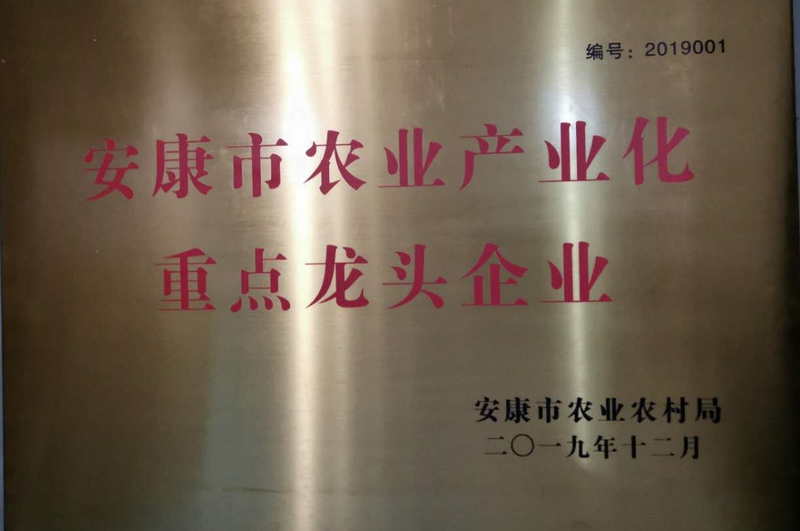 编号：2019001
安康市农业产业化
重点龙头企业
安康市农业农村局
二〇一九年十二月